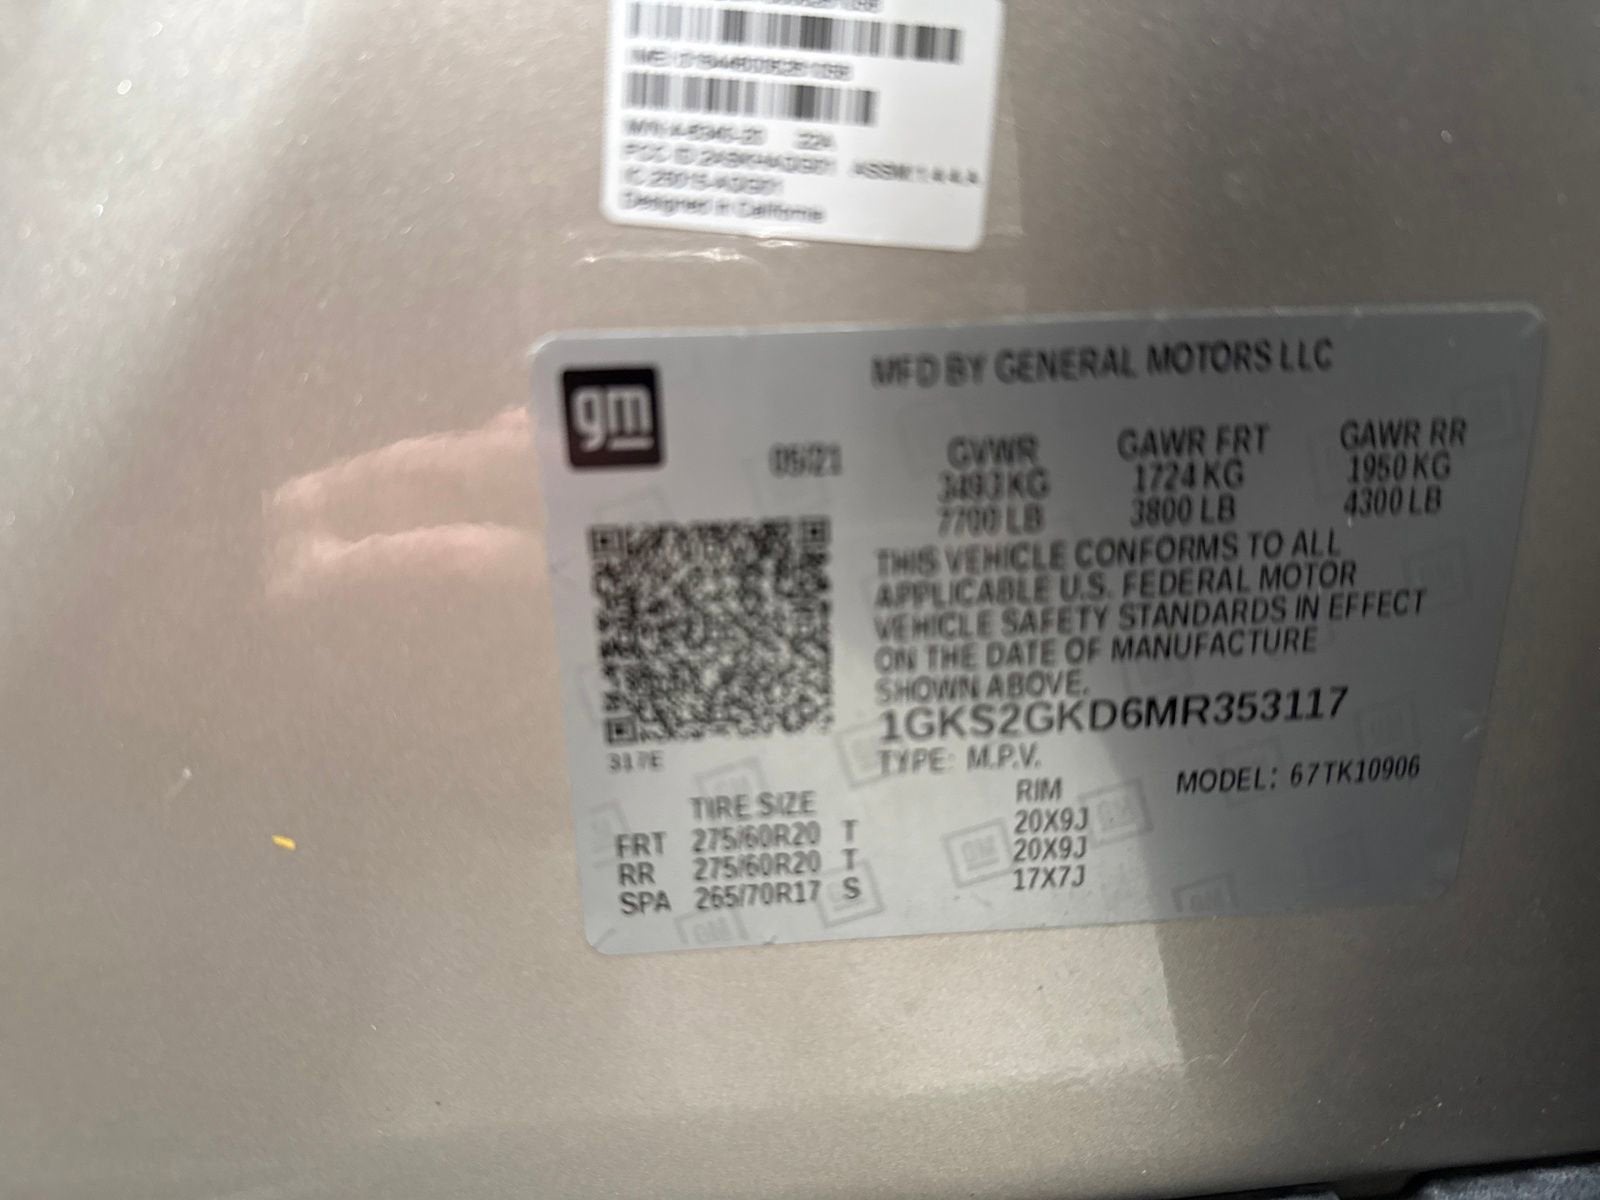 Designed in California
gm
MFD BY GENERAL MOTORS LLC
05/21 GVWR GAWR FRT GAWR RR
3493 KG 1724 KG 1950 KG
7700 LB 3800 LB 4300 LB
THIS VEHICLE CONFORMS TO ALL
APPLICABLE U.S. FEDERAL MOTOR
VEHICLE SAFETY STANDARDS IN EFFECT
ON THE DATE OF MANUFACTURE
SHOWN ABOVE.
1GKS2GKD6MR353117
317E
TYPE: M.P.V. MODEL: 67TK10906
TIRE SIZE RIM
FRT 275/60R20 T 20X9J
RR 275/60R20 T 20X9J
SPA 265/70R17 S 17X7J